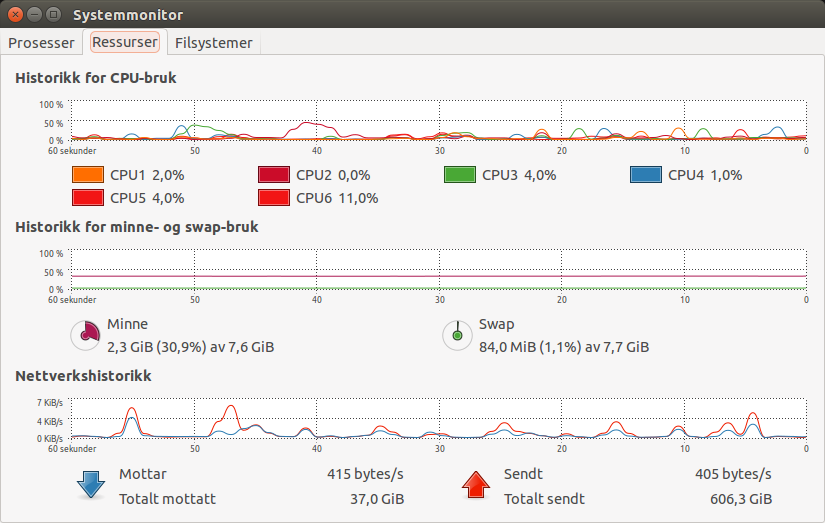 Systemmonitor
Prosesser Ressurser Filsystemer
Historikk for CPU-bruk
100 %
50 %
0 %
60 sekunder 50 40 30 20 10 0
CPU1 2,0% CPU2 0,0% CPU3 4,0% CPU4 1,0%
CPU5 4,0% CPU6 11,0%
Historikk for minne- og swap-bruk
100 %
50 %
0 %
60 sekunder 50 40 30 20 10 0
Minne Swap
2,3 GiB (30,9%) av 7,6 GiB 84,0 MiB (1,1%) av 7,7 GiB
Nettverkshistorikk
7 KiB/s
4 KiB/s
0 KiB/s
60 sekunder 50 40 30 20 10 0
Mottar 415 bytes/s Sendt 405 bytes/s
Totalt mottatt 37,0 GiB Totalt sendt 606,3 GiB